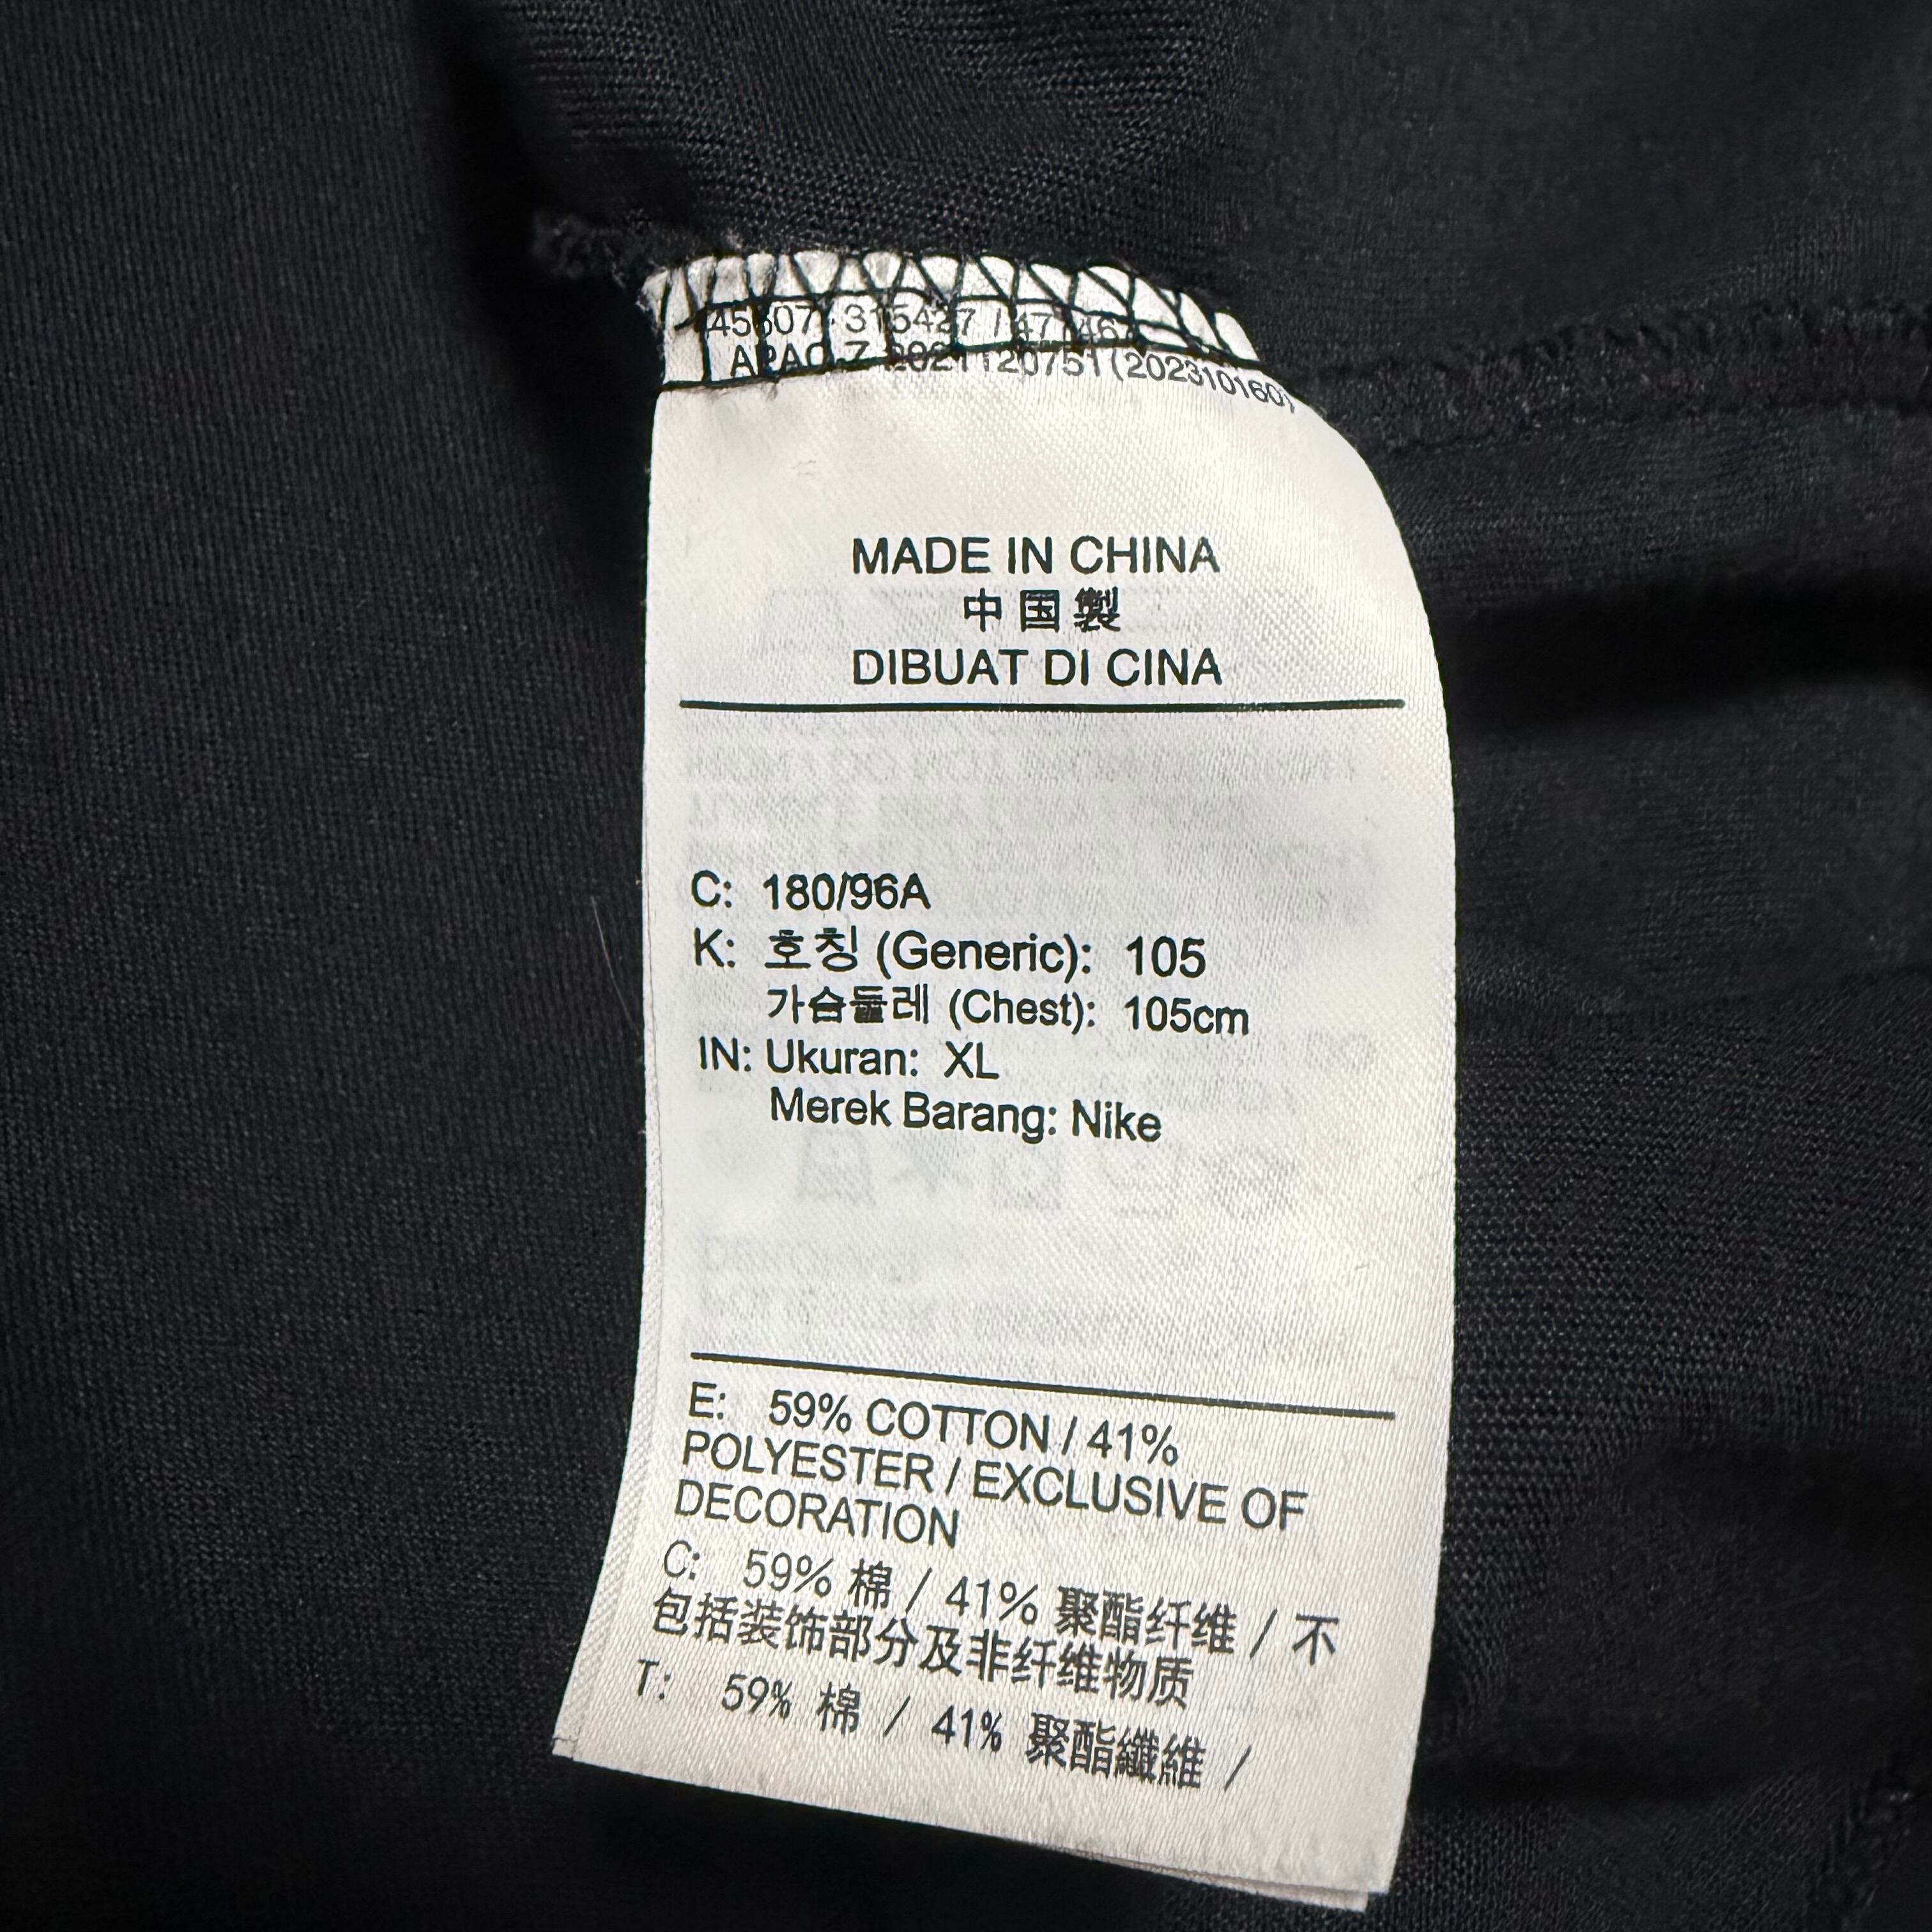 MADE IN CHINA
中国製
DIBUAT DI CINA
C: 180/96A
K: 호칭 (Generic): 105
가슴둘레 (Chest): 105cm
IN: Ukuran: XL
Merek Barang: Nike
E: 59% COTTON / 41%
POLYESTER / EXCLUSIVE OF
DECORATION
C: 59% 棉 / 41% 聚酯纤维 / 不
包括装饰部分及非纤维物质
T: 59% 棉 / 41% 聚酯纖維 /